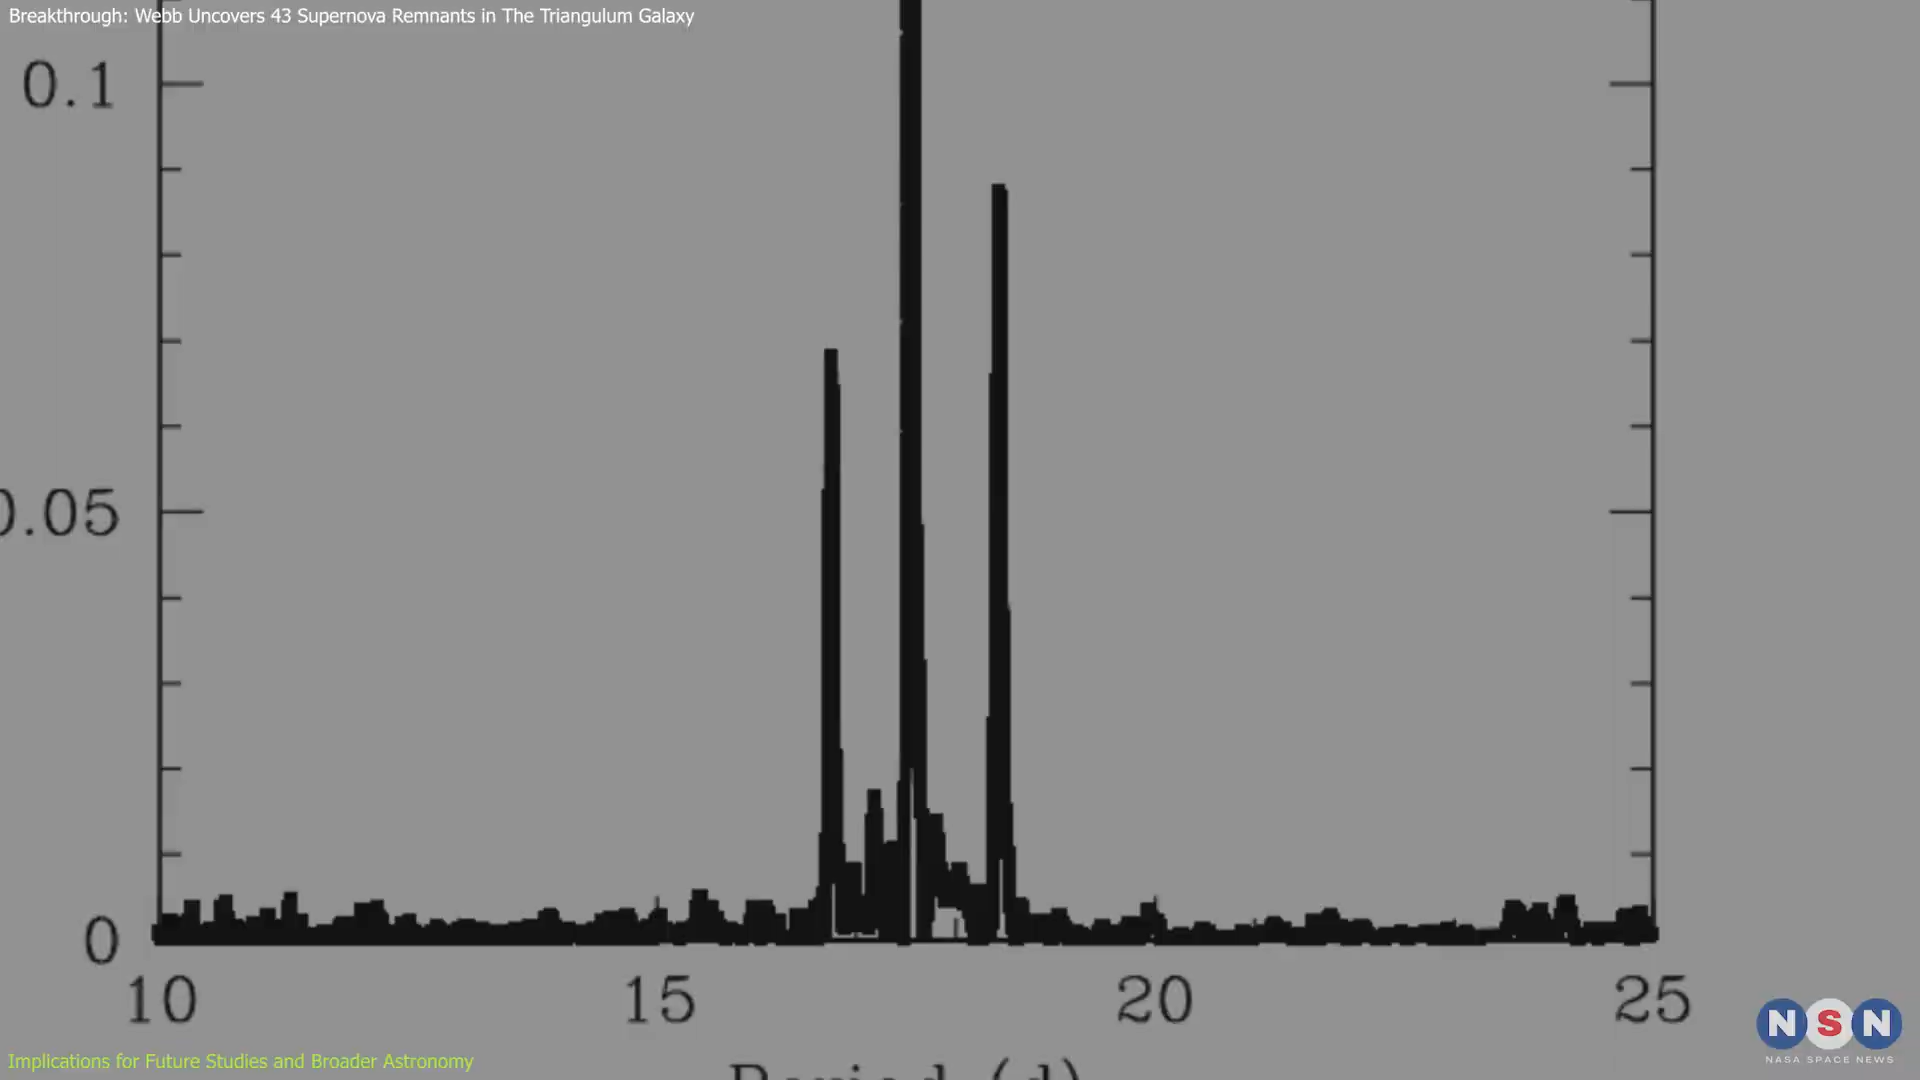 Breakthrough: Webb Uncovers 43 Supernova Remnants in The Triangulum Galaxy
0.1
0.05
0
10 15 20 25
Period (d)
NSN
NASA SPACE NEWS
Implications for Future Studies and Broader Astronomy